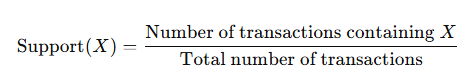 Support(X) = Number of transactions containing X / Total number of transactions